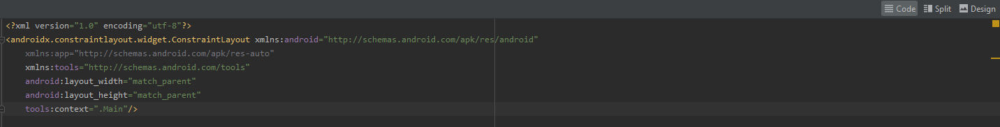 Code Split Design
<?xml version="1.0" encoding="utf-8"?>
<androidx.constraintlayout.widget.ConstraintLayout xmlns:android="http://schemas.android.com/apk/res/android"
xmlns:app="http://schemas.android.com/apk/res-auto"
xmlns:tools="http://schemas.android.com/tools"
android:layout_width="match_parent"
android:layout_height="match_parent"
tools:context=".Main"/>